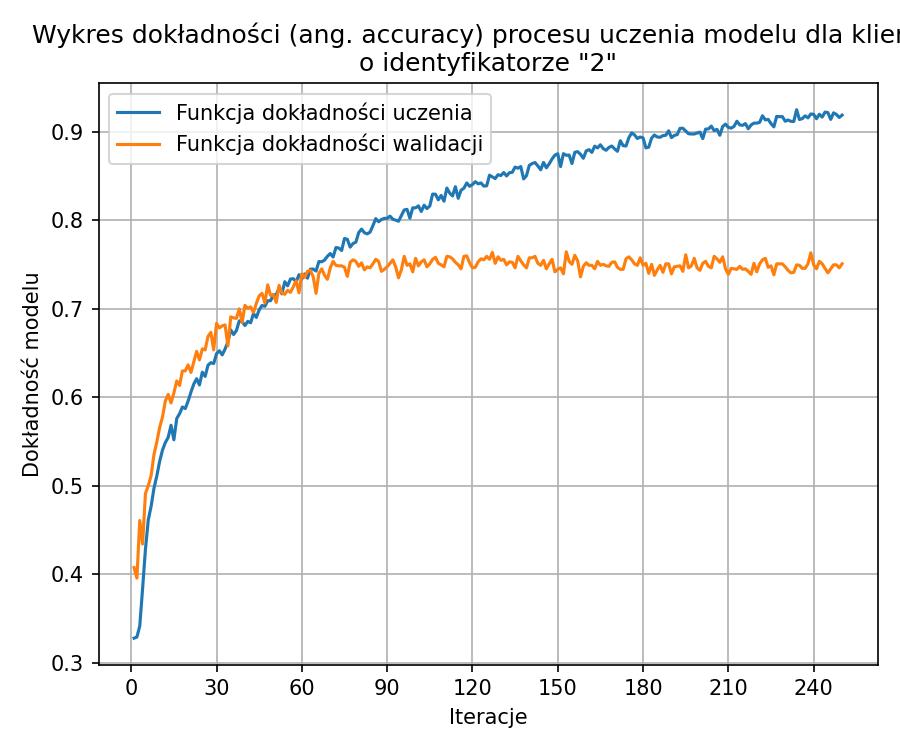 Wykres dokładności (ang. accuracy) procesu uczenia modelu dla
o identyfikatorze "2"
Funkcja dokładności uczenia
Funkcja dokładności walidacji
Dokładność modelu
0.9
0.8
0.7
0.6
0.5
0.4
0.3
0 30 60 90 120 150 180 210 240
Iteracje